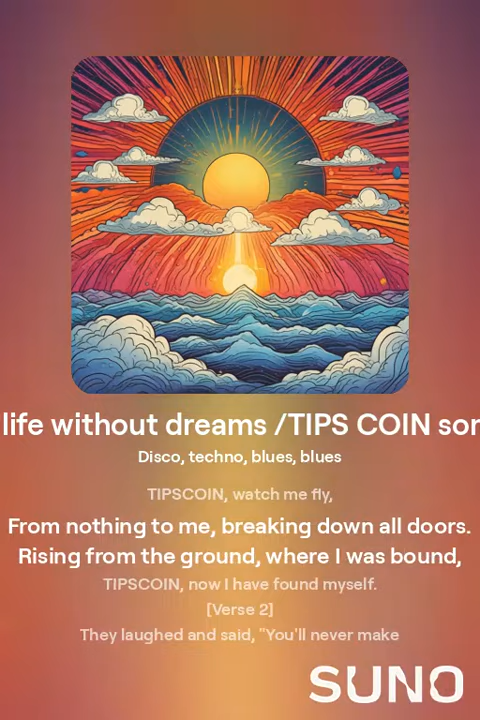 life without dreams /TIPS COIN
Disco, techno, blues, blues
TIPSCOIN, watch me fly,
From nothing to me, breaking down all doors.
Rising from the ground, where I was bound,
TIPSCOIN, now I have found myself.
[Verse 2]
They laughed and said, "You'll never make
SUNO